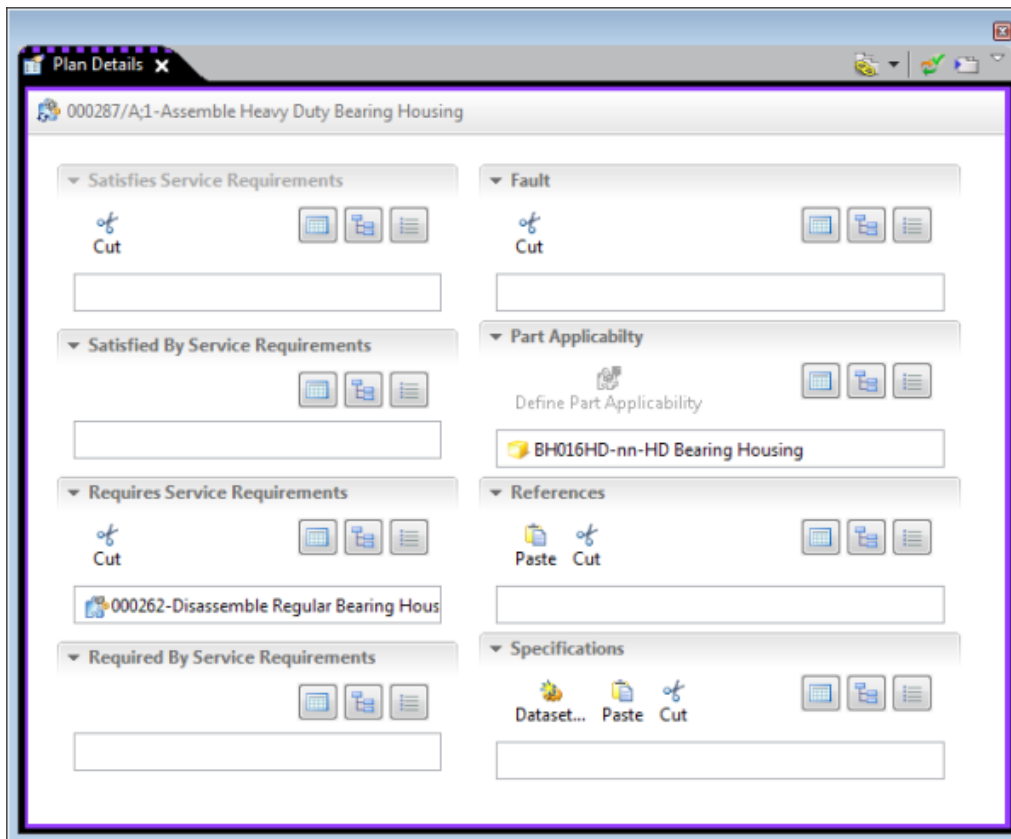 Plan Details
000287/A;1-Assemble Heavy Duty Bearing Housing
Satisfies Service Requirements
Cut
Satisfied By Service Requirements
Requires Service Requirements
Cut
000262-Disassemble Regular Bearing Hous
Required By Service Requirements
Fault
Cut
Part Applicabilty
Define Part Applicability
BH016HD-nn-HD Bearing Housing
References
Paste Cut
Specifications
Dataset... Paste Cut